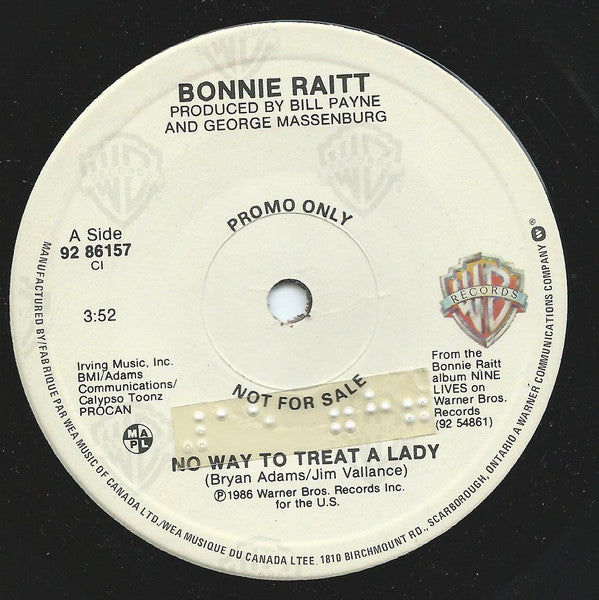 BONNIE RAITT
PRODUCED BY BILL PAYNE
AND GEORGE MASSENBURG
PROMO ONLY
A Side
92 86157
CI
3:52
Irving Music, Inc.
BMI/Adams
Communications/
Calypso Toonz
PROCAN
MAPL
WB
RECORDS
®
From the
Bonnie Raitt
album NINE
LIVES on
Warner Bros.
Records
(92 54861)
NOT FOR SALE
NO WAY TO TREAT A LADY
(Bryan Adams/Jim Vallance)
℗1986 Warner Bros. Records Inc.
for the U.S.
MANUFACTURED BY/FABRIQUE PAR WEA MUSIC OF CANADA LTD./WEA MUSIQUE DU CANADA LTEE. 1810 BIRCHMOUNT RD., SCARBOROUGH, ONTARIO A WARNER COMMUNICATIONS COMPANY